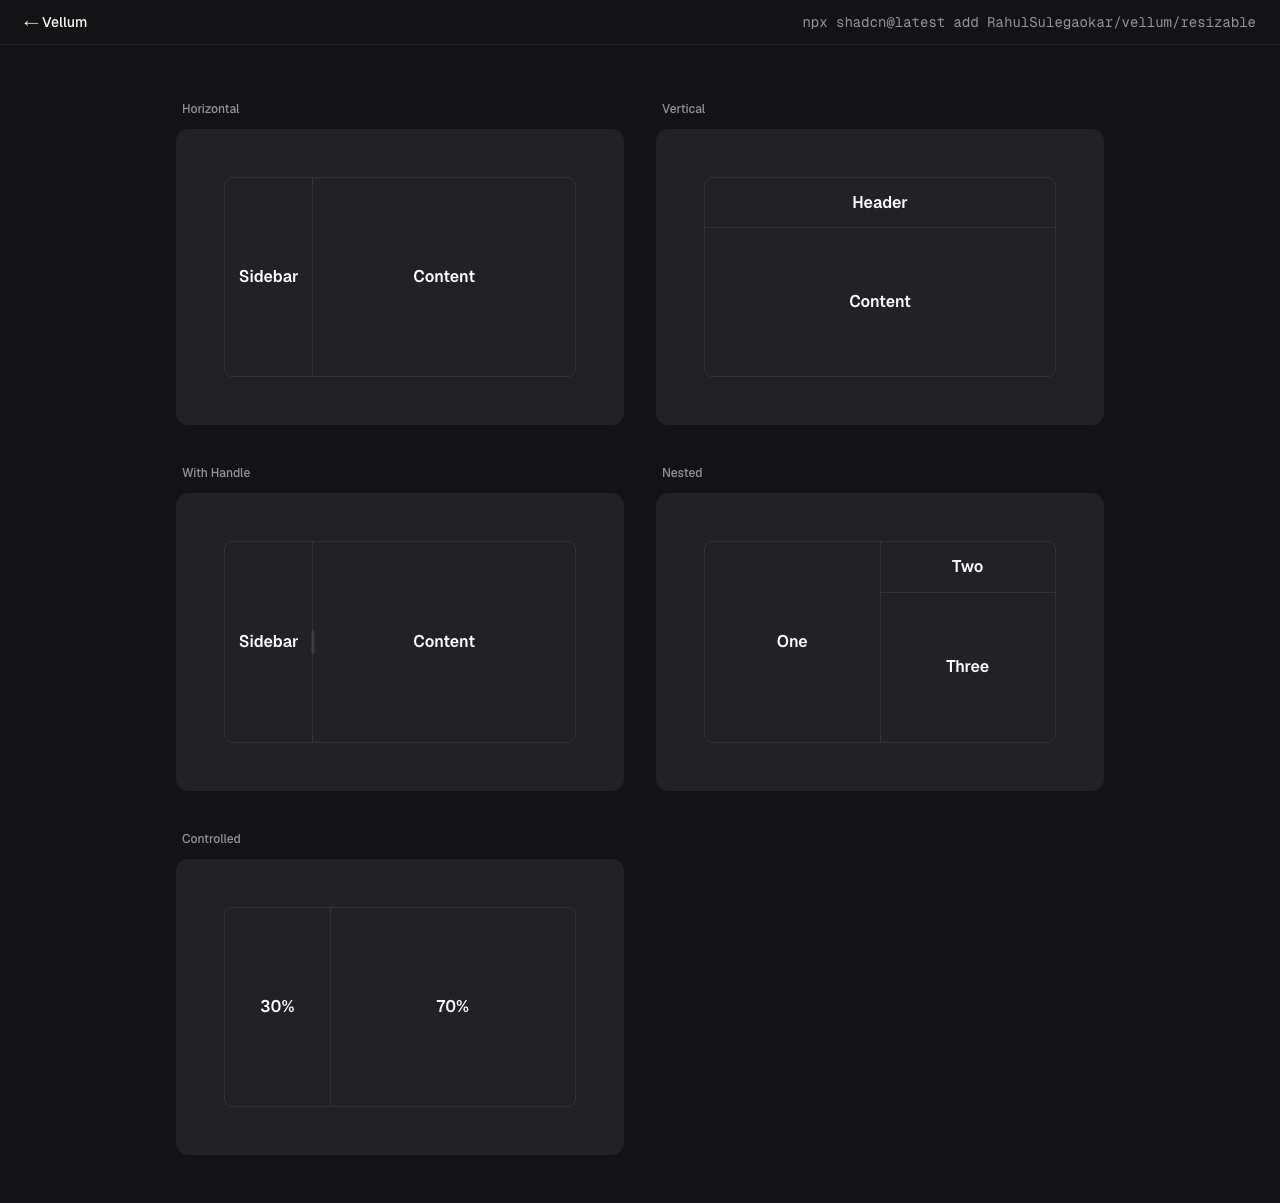 ← Vellum
npx shadcn@latest add RahulSulegaokar/vellum/resizable
Horizontal
Sidebar
Content
Vertical
Header
Content
With Handle
Sidebar
Content
Nested
One
Two
Three
Controlled
30%
70%